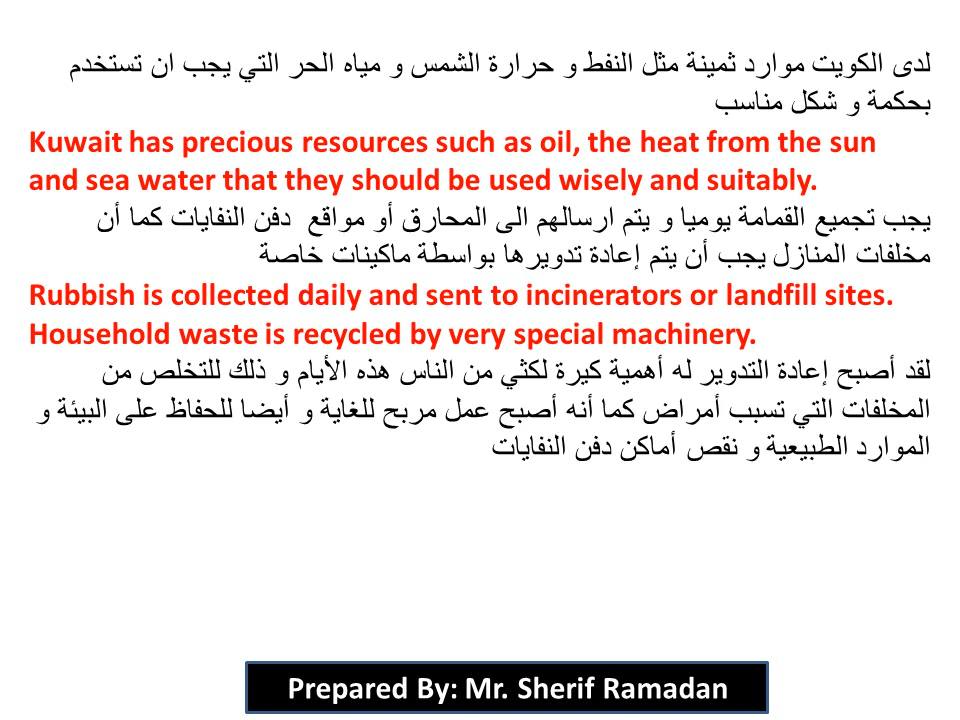 لدى الكويت موارد ثمينة مثل النفط و حرارة الشمس و مياه الحر التي يجب ان تستخدم
بحكمة و شكل مناسب
Kuwait has precious resources such as oil, the heat from the sun
and sea water that they should be used wisely and suitably.
يجب تجميع القمامة يوميا و يتم ارسالهم الى المحارق أو مواقع دفن النفايات كما أن
مخلفات المنازل يجب أن يتم إعادة تدويرها بواسطة ماكينات خاصة
Rubbish is collected daily and sent to incinerators or landfill sites.
Household waste is recycled by very special machinery.
لقد أصبح إعادة التدوير له أهمية كيرة لكثي من الناس هذه الأيام و ذلك للتخلص من
المخلفات التي تسبب أمراض كما أنه أصبح عمل مربح للغاية و أيضا للحفاظ على البيئة و
الموارد الطبيعية و نقص أماكن دفن النفايات
Prepared By: Mr. Sherif Ramadan